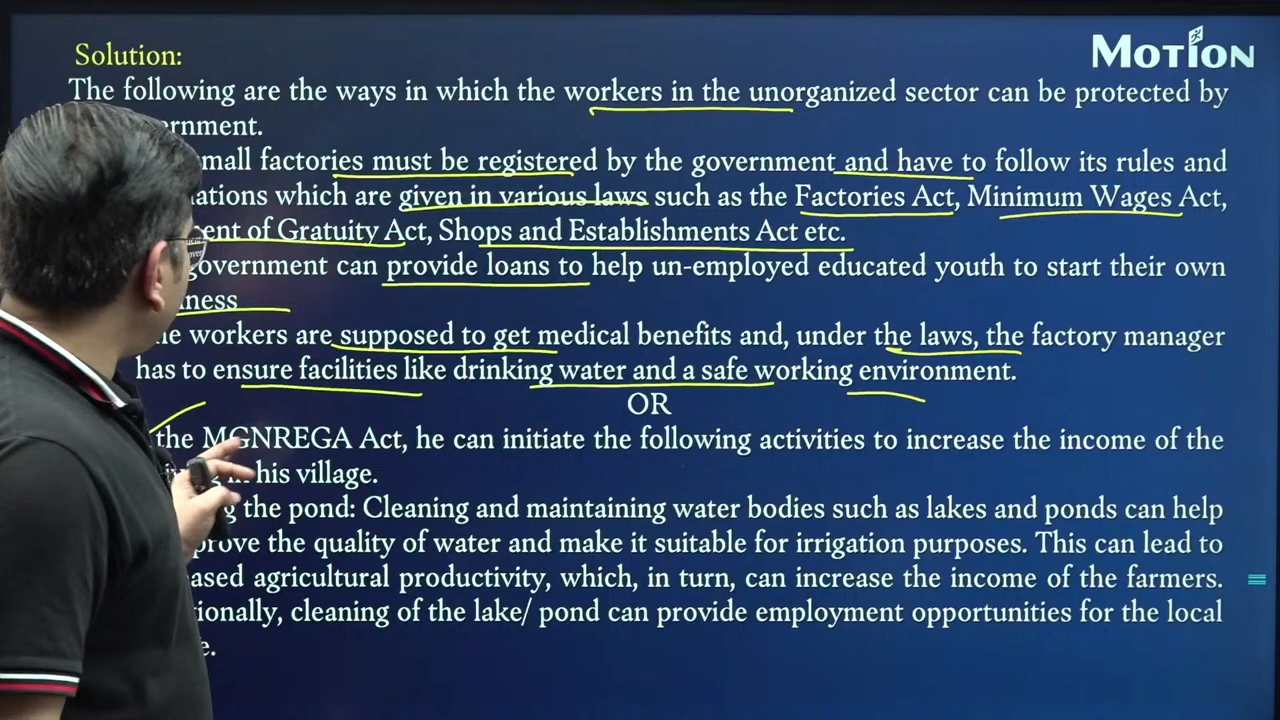 MOTION
Solution:
The following are the ways in which the workers in the unorganized sector can be protected by
ernment.
mall factories must be registered by the government and have to follow its rules and
ations which are given in various laws such as the Factories Act, Minimum Wages Act,
ent of Gratuity Act, Shops and Establishments Act etc.
government can provide loans to help un-employed educated youth to start their own
ness
he workers are supposed to get medical benefits and, under the laws, the factory manager
has to ensure facilities like drinking water and a safe working environment.
OR
the MGNREGA Act, he can initiate the following activities to increase the income of the
his village.
g the pond: Cleaning and maintaining water bodies such as lakes and ponds can help
prove the quality of water and make it suitable for irrigation purposes. This can lead to
ased agricultural productivity, which, in turn, can increase the income of the farmers.
ionally, cleaning of the lake/ pond can provide employment opportunities for the local
e.